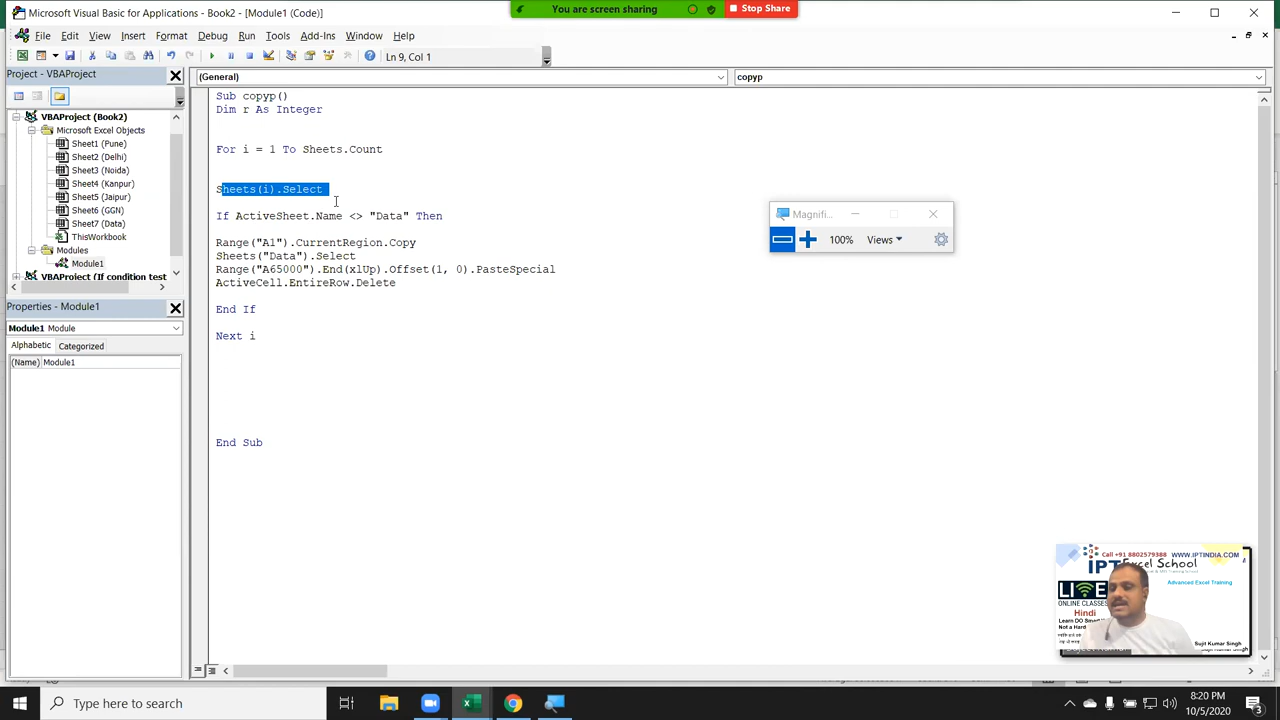 You are screen sharing
Stop Share
Microsoft Visual Basic for Applications - Book2 - [Module1 (Code)]
File Edit View Insert Format Debug Run Tools Add-Ins Window Help
Ln 9, Col 1
Project - VBAProject
(General)
copyp
VBAProject (Book2)
Microsoft Excel Objects
Sheet1 (Pune)
Sheet2 (Delhi)
Sheet3 (Noida)
Sheet4 (Kanpur)
Sheet5 (Jaipur)
Sheet6 (GGN)
Sheet7 (Data)
ThisWorkbook
Modules
Module1
VBAProject (If condition test
Properties - Module1
Module1 Module
Alphabetic Categorized
(Name) Module1
Sub copyp()
Dim r As Integer
For i = 1 To Sheets.Count
Sheets(i).Select
If ActiveSheet.Name <> "Data" Then
Range("A1").CurrentRegion.Copy
Sheets("Data").Select
Range("A65000").End(xlUp).Offset(1, 0).PasteSpecial
ActiveCell.EntireRow.Delete
End If
Next i
End Sub
Magnifi...
100% Views
Call +91 8802579388 WWW.IPTINDIA.COM
IPT Excel School
Advanced Excel Training
ONLINE CLASSES
Hindi
Sujit Kumar Singh
Type here to search
8:20 PM
10/5/2020
3